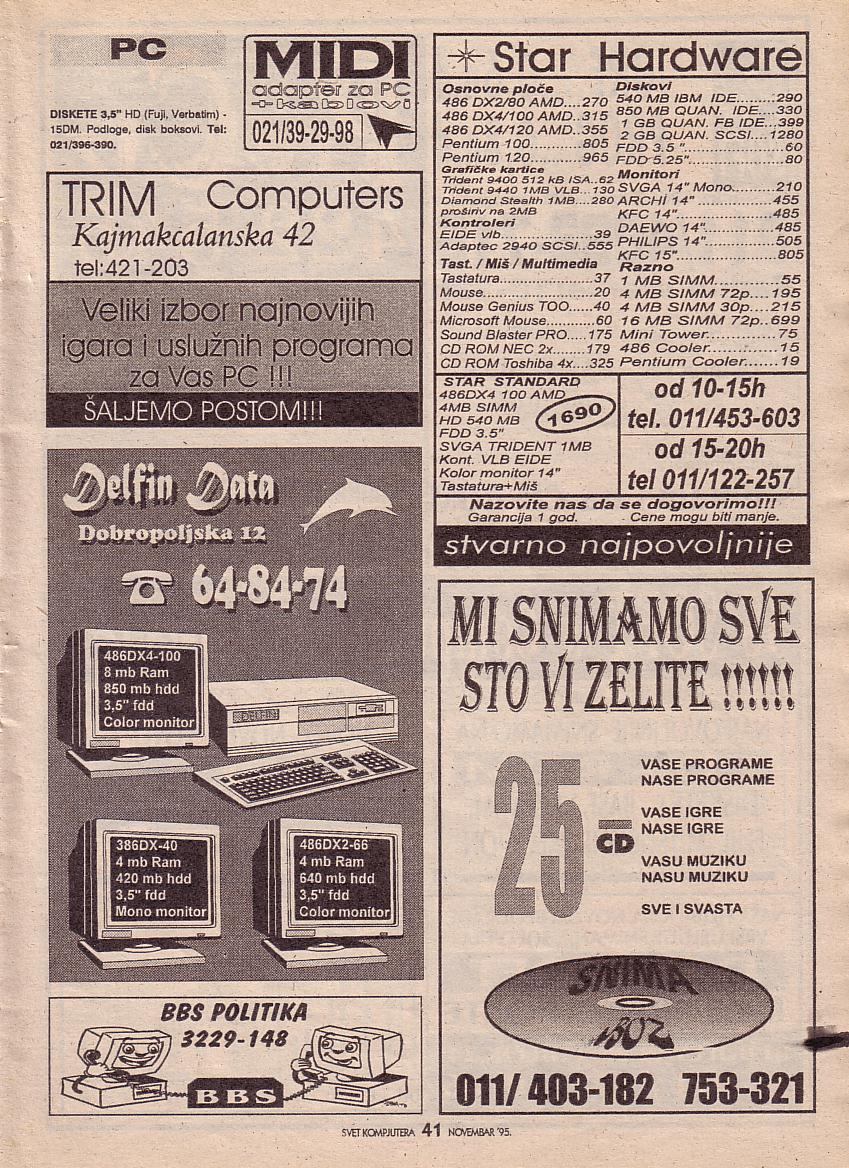 PC
DISKETE 3,5" HD (Fuji, Verbatim) -
15DM. Podloge, disk boksovi. Tel:
021/396-390.
MIDI
adapter za PC
+kablovi
021/39-29-98
TRIM Computers
Kajmakcalanska 42
tel:421-203
Veliki izbor najnovijih
igara i uslužnih programa
za Vas PC !!!
ŠALJEMO POSTOM!!!
Delfin Data
Dobropoljska 12
64-84-74
486DX4-100
8 mb Ram
850 mb hdd
3,5" fdd
Color monitor
DELFIN
386DX-40
4 mb Ram
420 mb hdd
3,5" fdd
Mono monitor
486DX2-66
4 mb Ram
640 mb hdd
3,5" fdd
Color monitor
BBS POLITIKA
3229-148
BBS
Star Hardware
Osnovne ploče
486 DX2/80 AMD....270
486 DX4/100 AMD..315
486 DX4/120 AMD..355
Pentium 100.............805
Pentium 120.............965
Grafičke kartice
Trident 9400 512 kB ISA..62
Trident 9440 1MB VLB...130
Diamond Stealth 1MB....280
proširiv na 2MB
Kontroleri
EIDE vlb......................39
Adaptec 2940 SCSI..555
Tast. / Miš / Multimedia
Tastatura......................37
Mouse.........................20
Mouse Genius TOO.....40
Microsoft Mouse..........60
Sound Blaster PRO....175
CD ROM NEC 2x.......179
CD ROM Toshiba 4x...325
Diskovi
540 MB IBM IDE........290
850 MB QUAN. IDE...330
1 GB QUAN. FB IDE...399
2 GB QUAN. SCSI....1280
FDD 3.5 "....................60
FDD 5.25"...................80
Monitori
SVGA 14" Mono.........210
ARCHI 14" ................455
KFC 14".....................485
DAEWO 14"...............485
PHILIPS 14"...............505
KFC 15".....................805
Razno
1 MB SIMM.............55
4 MB SIMM 72p....195
4 MB SIMM 30p....215
16 MB SIMM 72p..699
Mini Tower..............75
486 Cooler..............15
Pentium Cooler.......19
STAR STANDARD
486DX4 100 AMD
4MB SIMM
HD 540 MB
FDD 3.5"
SVGA TRIDENT 1MB
Kont. VLB EIDE
Kolor monitor 14"
Tastatura+Miš
1690
od 10-15h
tel. 011/453-603
od 15-20h
tel 011/122-257
Nazovite nas da se dogovorimo!!!
Garancija 1 god. Cene mogu biti manje.
stvarno najpovoljnije
MI SNIMAMO SVE
STO VI ZELITE !!!!!!
25
CD
VASE PROGRAME
NASE PROGRAME
VASE IGRE
NASE IGRE
VASU MUZIKU
NASU MUZIKU
SVE I SVASTA
SNIMA
011/ 403-182 753-321
SVET KOMPJUTERA 41 NOVEMBAR '95.